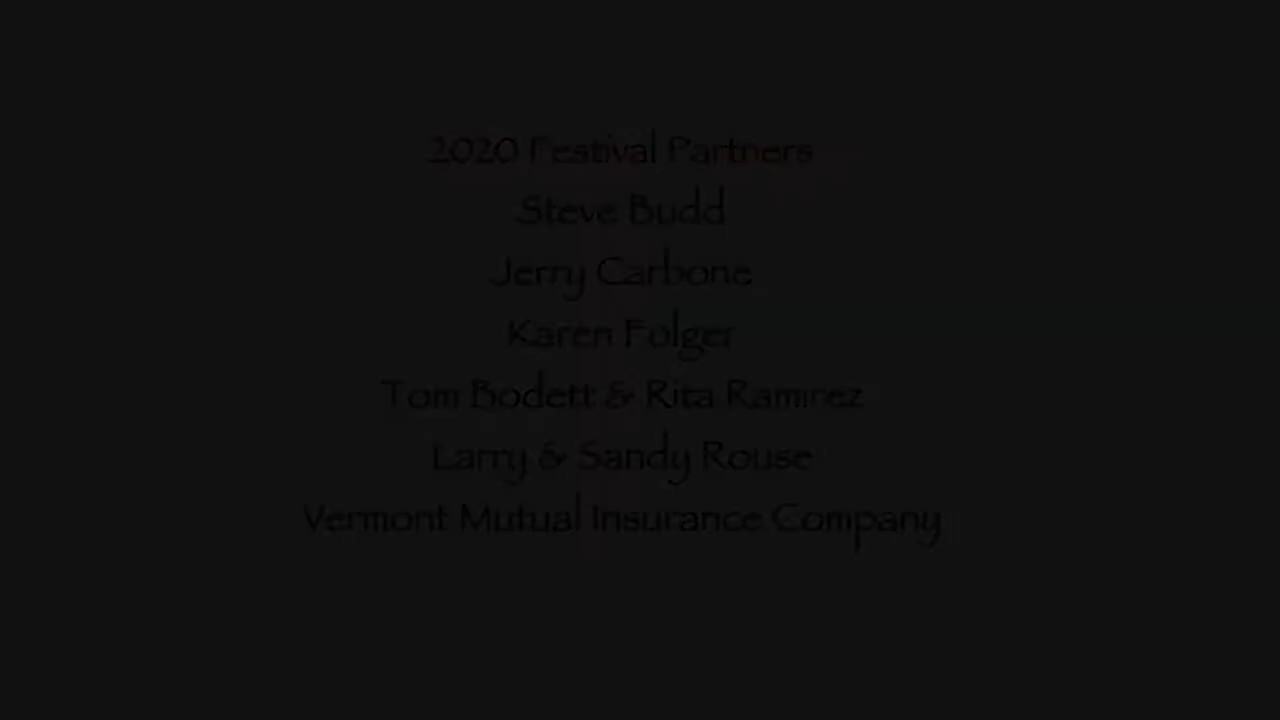 2020 Festival Partners
Steve Budd
Jerry Carbone
Karen Folger
Tom Bodett & Rita Ramirez
Larry & Sandy Rouse
Vermont Mutual Insurance Company